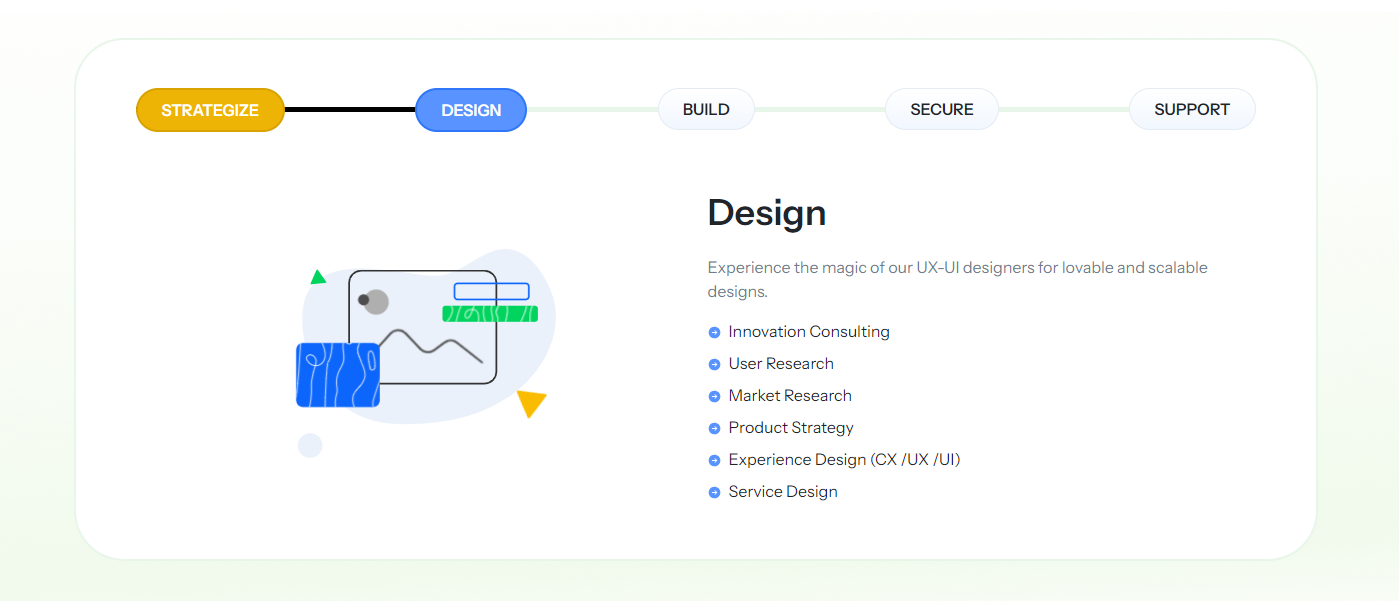 STRATEGIZE DESIGN BUILD SECURE SUPPORT
Design
Experience the magic of our UX-UI designers for lovable and scalable
designs.
Innovation Consulting
User Research
Market Research
Product Strategy
Experience Design (CX /UX /UI)
Service Design